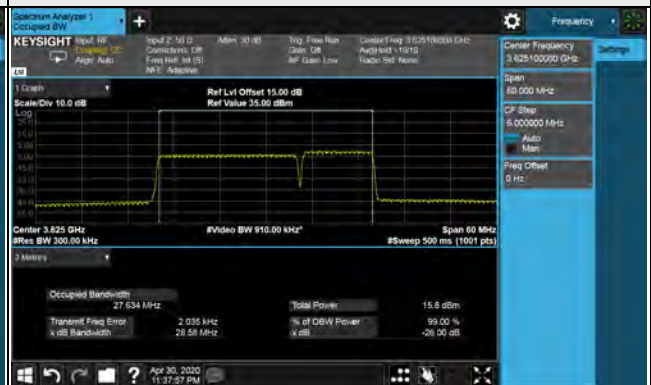 Spectrum Analyzer 1
Occupied BW
Frequency
KEYSIGHT Input: RF
Coupling: DC
Align: Auto
Input Z: 50 Ω
Corrections: Off
Freq Ref: Int (S)
NFE: Adaptive
Atten: 30 dB
Trig: Free Run
Gate: Off
#IF Gain: Low
Center Freq: 3.625100000 GHz
Avg|Hold: >10/10
Radio Std: None
Center Frequency
3.625100000 GHz
Settings
Span
60.000 MHz
CF Step
6.000000 MHz
Auto
Man
Freq Offset
0 Hz
1 Graph
Scale/Div 10.0 dB
Ref Lvl Offset 15.00 dB
Ref Value 35.00 dBm
Log
Center 3.625 GHz
#Res BW 300.00 kHz
#Video BW 910.00 kHz*
Span 60 MHz
#Sweep 500 ms (1001 pts)
2 Metrics
Occupied Bandwidth
27.634 MHz
Total Power
15.8 dBm
Transmit Freq Error
2.035 kHz
% of OBW Power
99.00 %
x dB Bandwidth
28.58 MHz
x dB
-26.00 dB
Apr 30, 2020
11:37:57 PM